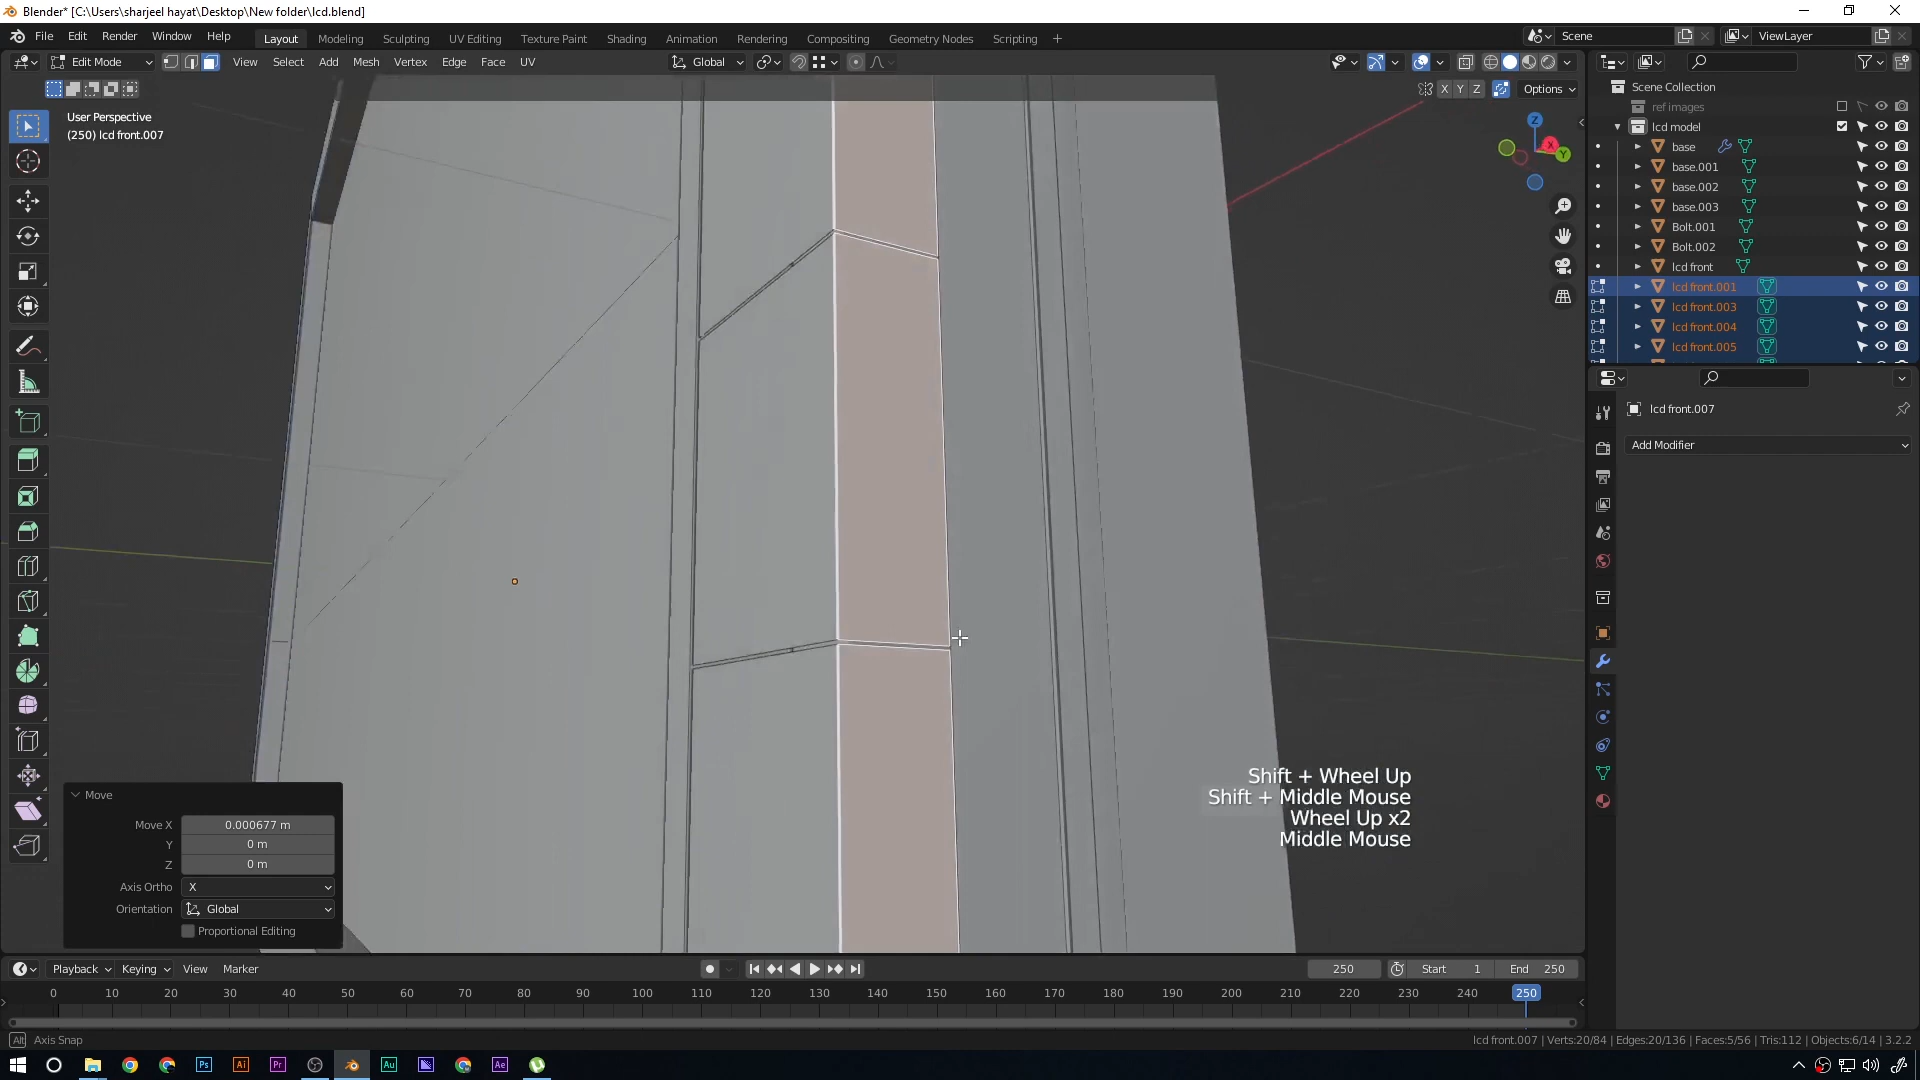 Blender* [C:\Users\sharjeel hayat\Desktop\New folder\lcd.blend]
File Edit Render Window Help
Layout Modeling Sculpting UV Editing Texture Paint Shading Animation Rendering Compositing Geometry Nodes Scripting +
Scene
ViewLayer
Edit Mode
View Select Add Mesh Vertex Edge Face UV
Global
X Y Z
Options
User Perspective
(250) lcd front.007
Z
X
Y
Scene Collection
ref images
lcd model
base
base.001
base.002
base.003
Bolt.001
Bolt.002
lcd front
lcd front.001
lcd front.003
lcd front.004
lcd front.005
lcd front.007
Add Modifier
Shift + Wheel Up
Shift + Middle Mouse
Wheel Up x2
Middle Mouse
Move
Move X 0.000677 m
Y 0 m
Z 0 m
Axis Ortho X
Orientation Global
Proportional Editing
Playback Keying View Marker
250 Start 1 End 250
0 10 20 30 40 50 60 70 80 90 100 110 120 130 140 150 160 170 180 190 200 210 220 230 240 250
Alt Axis Snap
lcd front.007 | Verts:20/84 | Edges:20/136 | Faces:5/56 | Tris:112 | Objects:6/14 | 3.2.2
Ps Ai Pr Au Ae